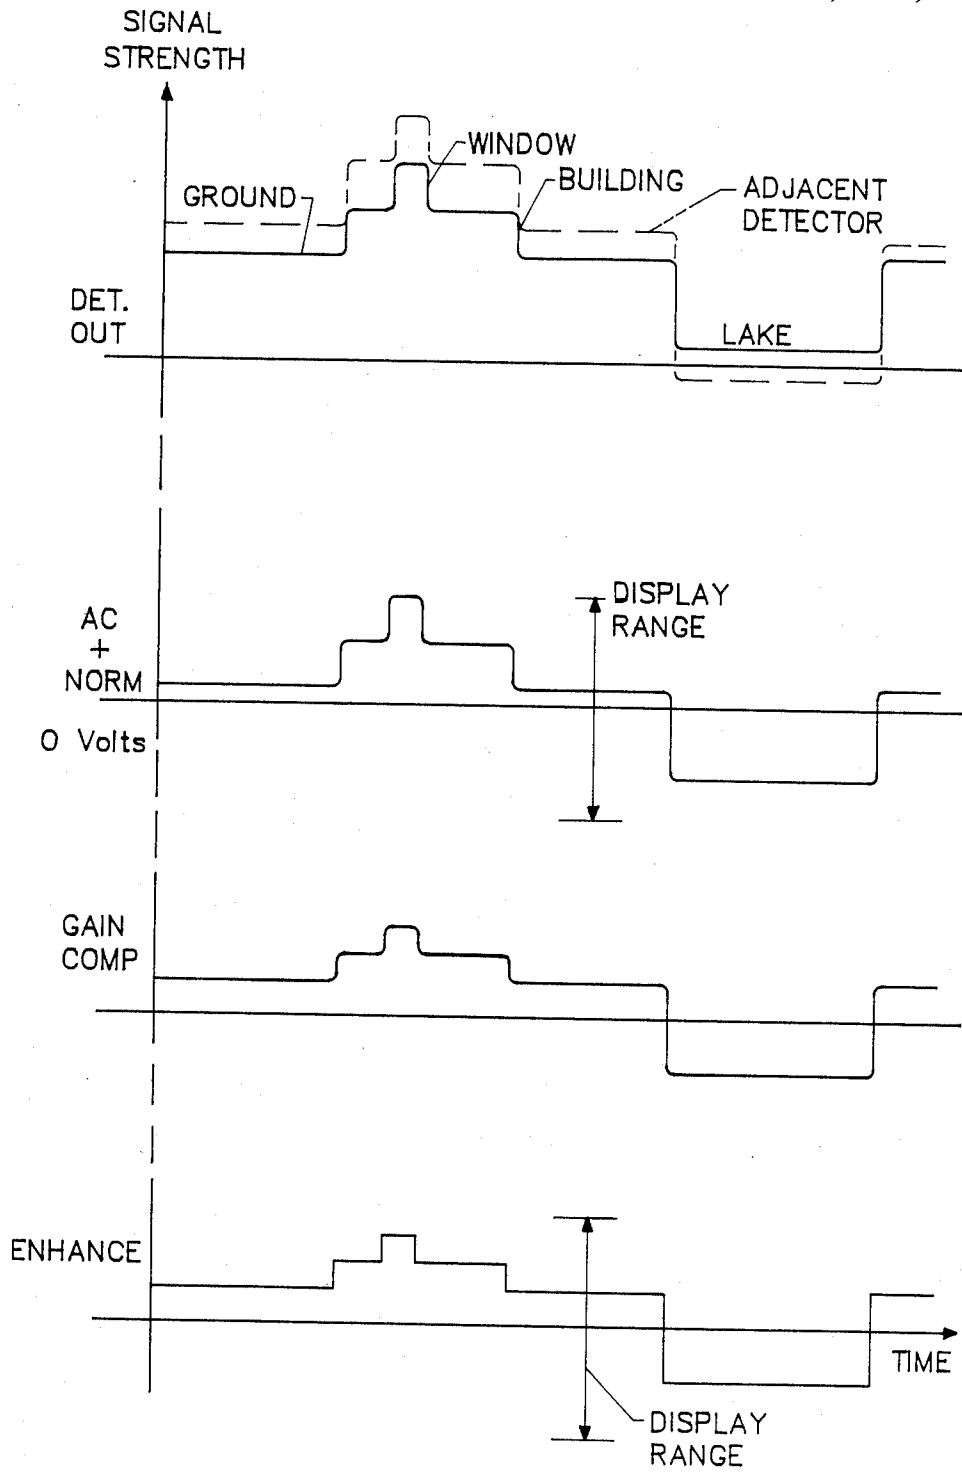 SIGNAL
STRENGTH
WINDOW
BUILDING
GROUND
ADJACENT
DETECTOR
DET.
OUT
LAKE
DISPLAY
RANGE
AC
+
NORM
0 Volts
GAIN
COMP
ENHANCE
TIME
DISPLAY
RANGE